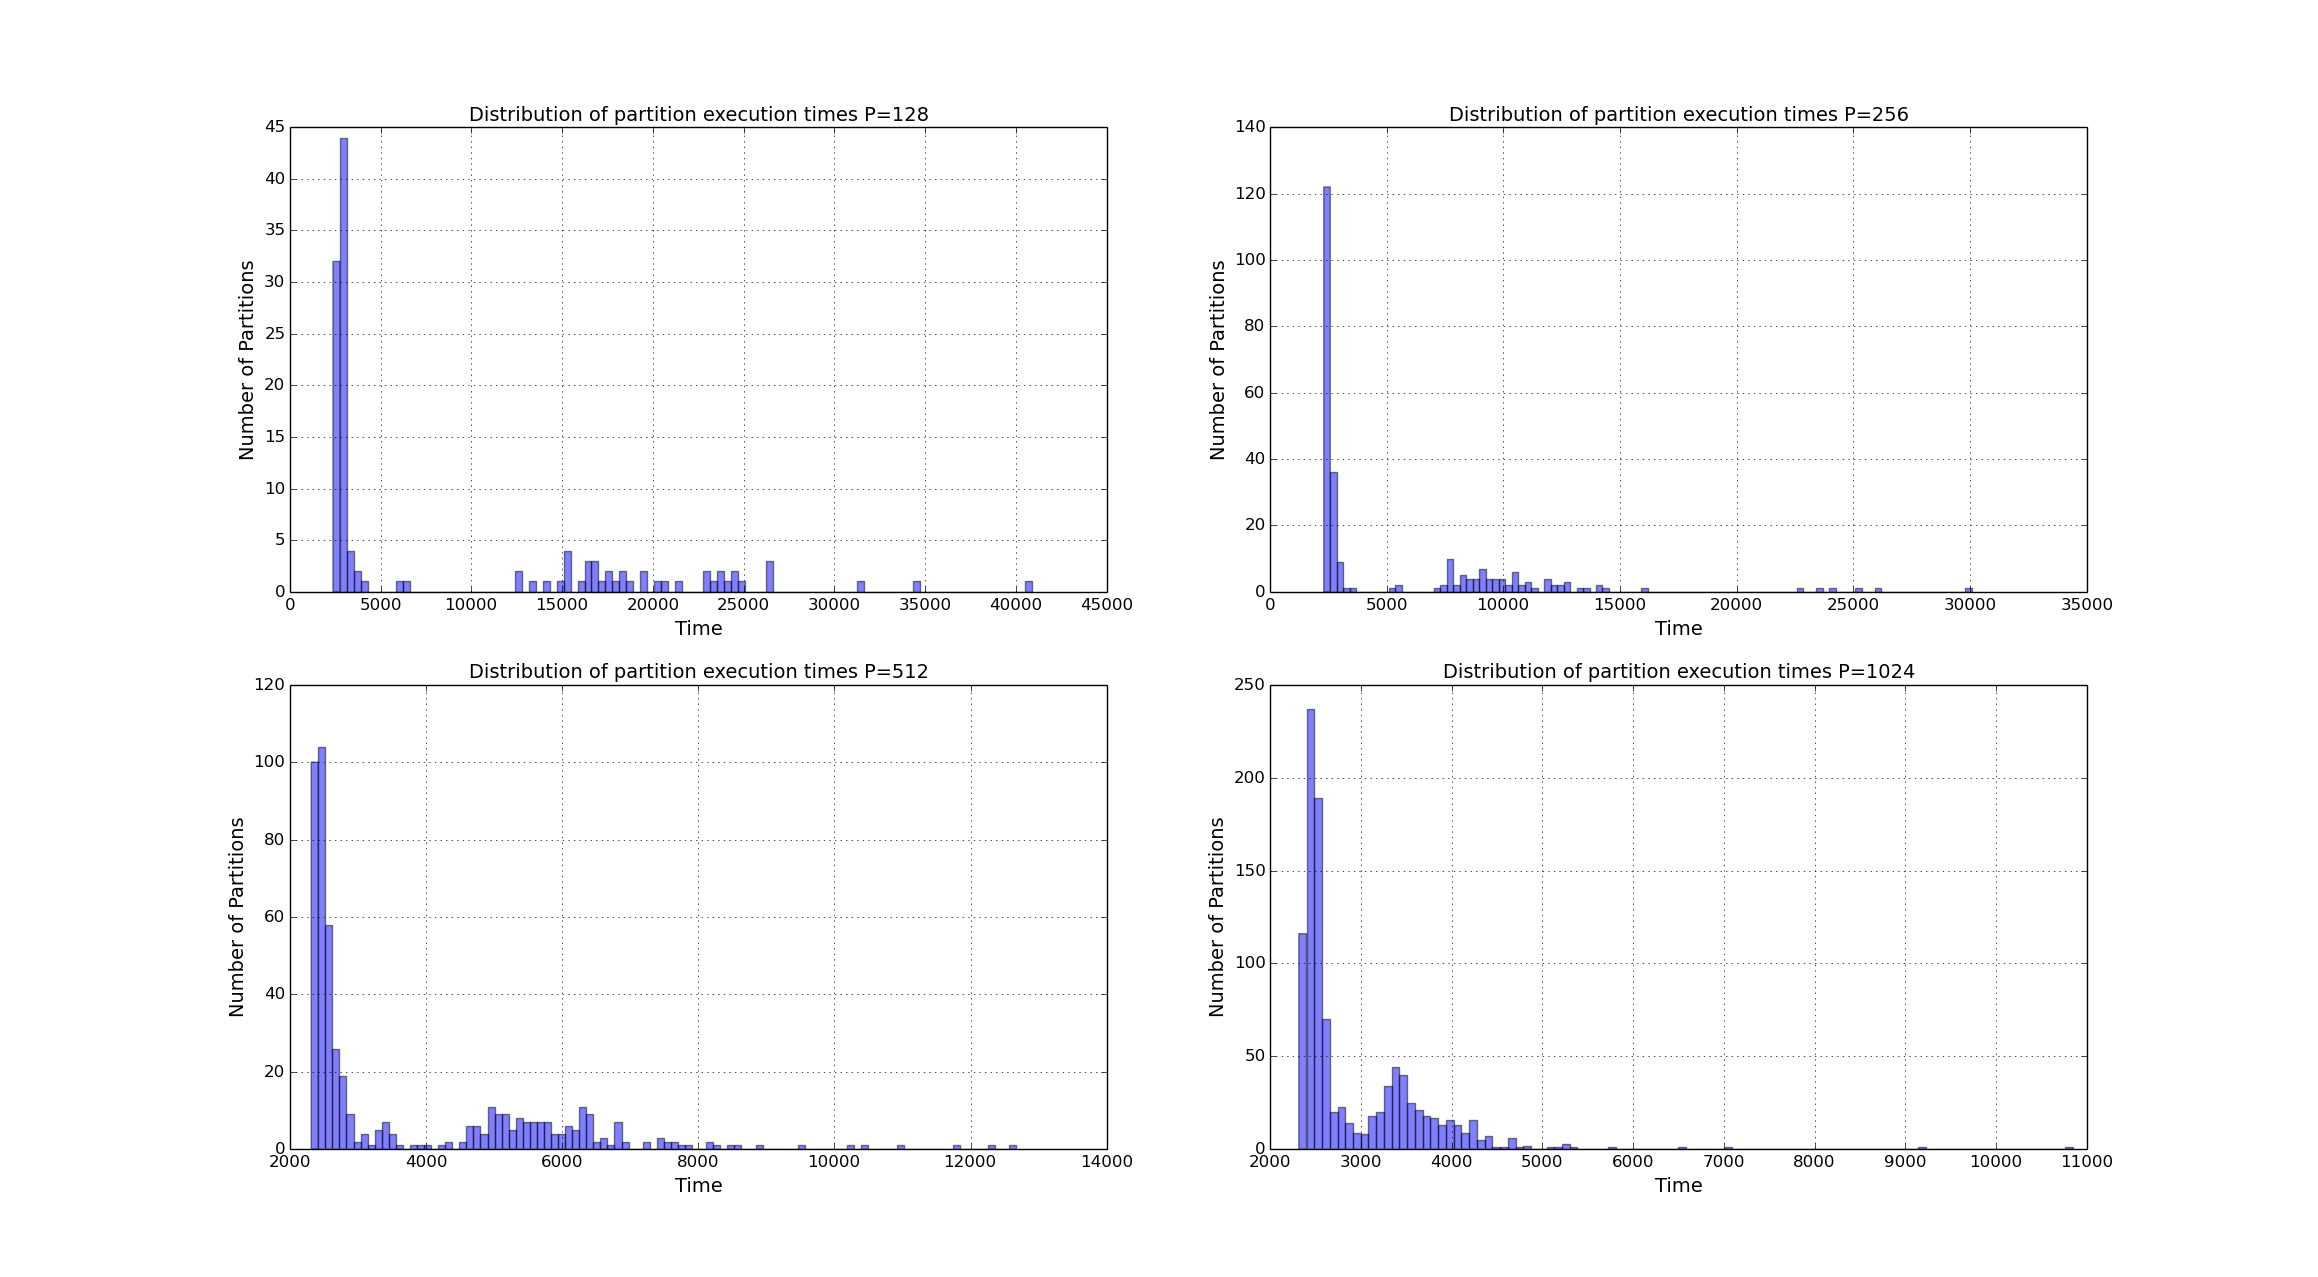 Distribution of partition execution times P=128
45
40
35
30
25
20
15
10
5
0
Number of Partitions
0 5000 10000 15000 20000 25000 30000 35000 40000 45000
Time
Distribution of partition execution times P=256
140
120
100
80
60
40
20
0
Number of Partitions
0 5000 10000 15000 20000 25000 30000 35000
Time
Distribution of partition execution times P=512
120
100
80
60
40
20
0
Number of Partitions
2000 4000 6000 8000 10000 12000 14000
Time
Distribution of partition execution times P=1024
250
200
150
100
50
0
Number of Partitions
2000 3000 4000 5000 6000 7000 8000 9000 10000 11000
Time